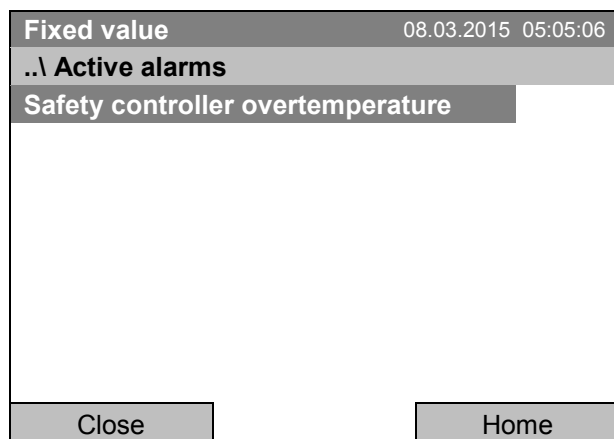 Fixed value 08.03.2015 05:05:06
..\ Active alarms
Safety controller overtemperature
Close Home